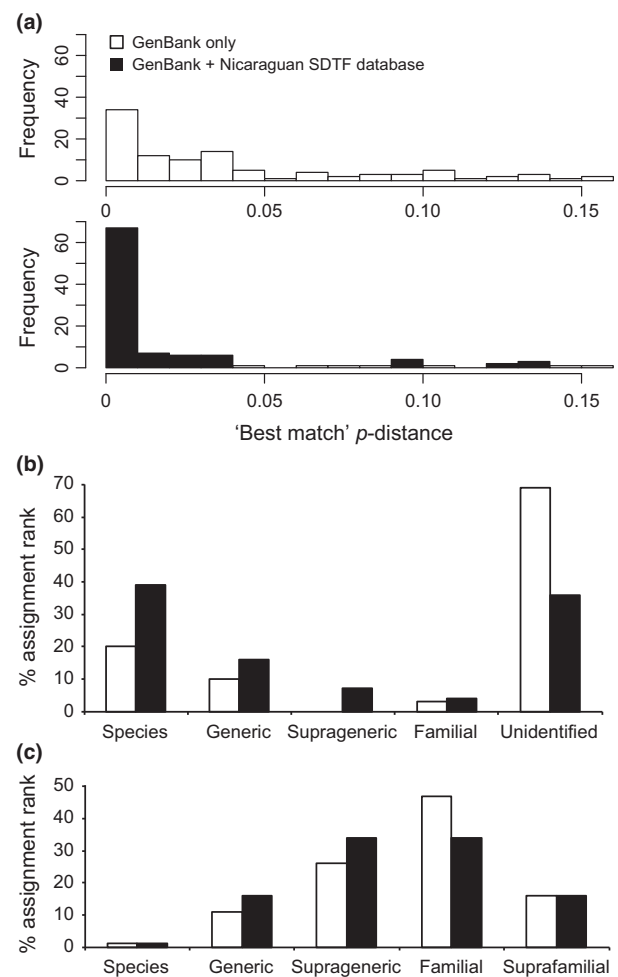 (a)
GenBank only
GenBank + Nicaraguan SDTF database
Frequency
0 20 40 60
0 0.05 0.10 0.15
Frequency
0 20 40 60
0 0.05 0.10 0.15
‘Best match’ p-distance
(b)
% assignment rank
70
60
50
40
30
20
10
0
Species Generic Suprageneric Familial Unidentified
(c)
% assignment rank
50
40
30
20
10
0
Species Generic Suprageneric Familial Suprafamilial